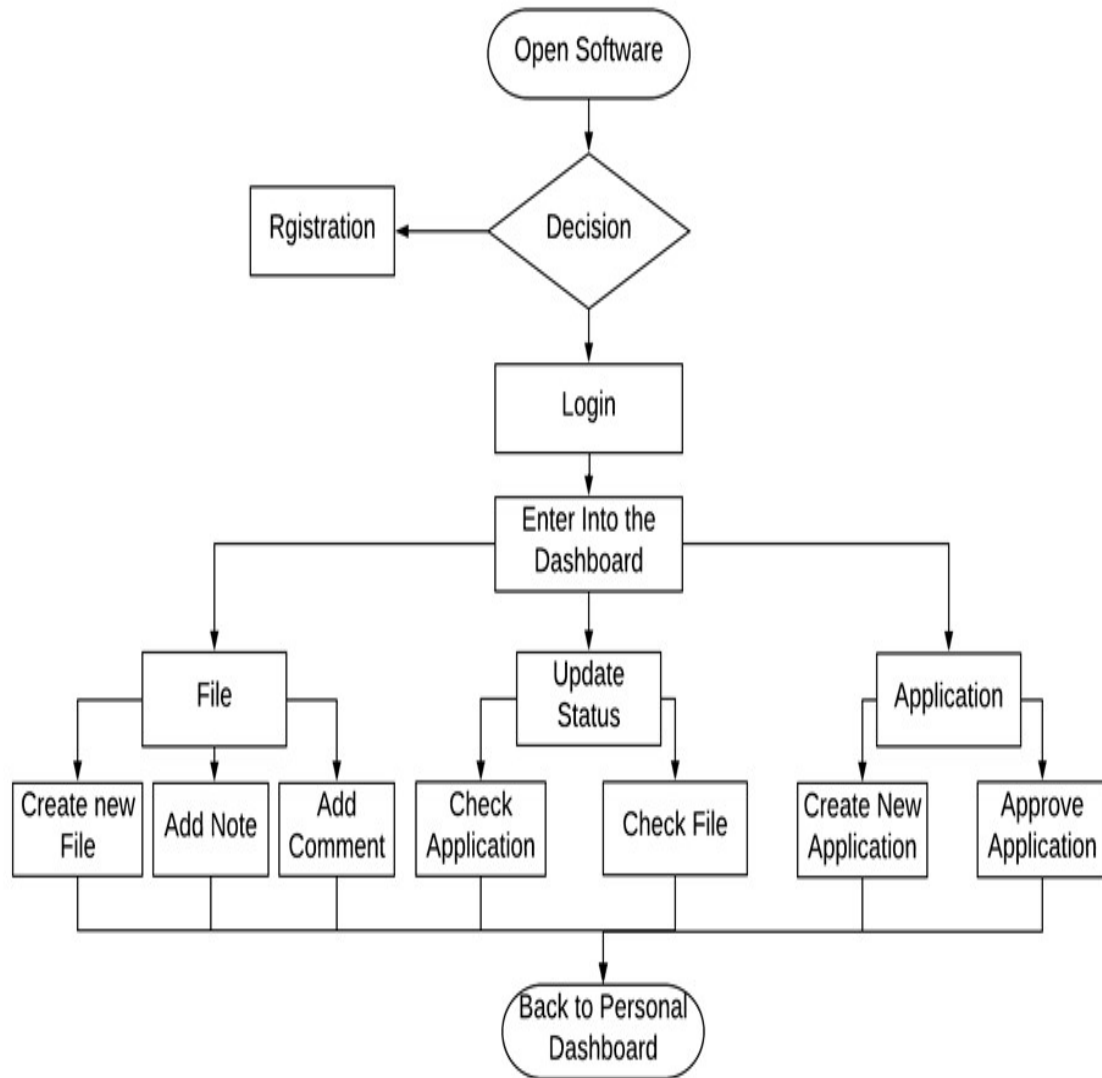 Open Software
Rgistration
Decision
Login
Enter Into the
Dashboard
File
Update
Status
Application
Create new
File
Add Note
Add
Comment
Check
Application
Check File
Create New
Application
Approve
Application
Back to Personal
Dashboard